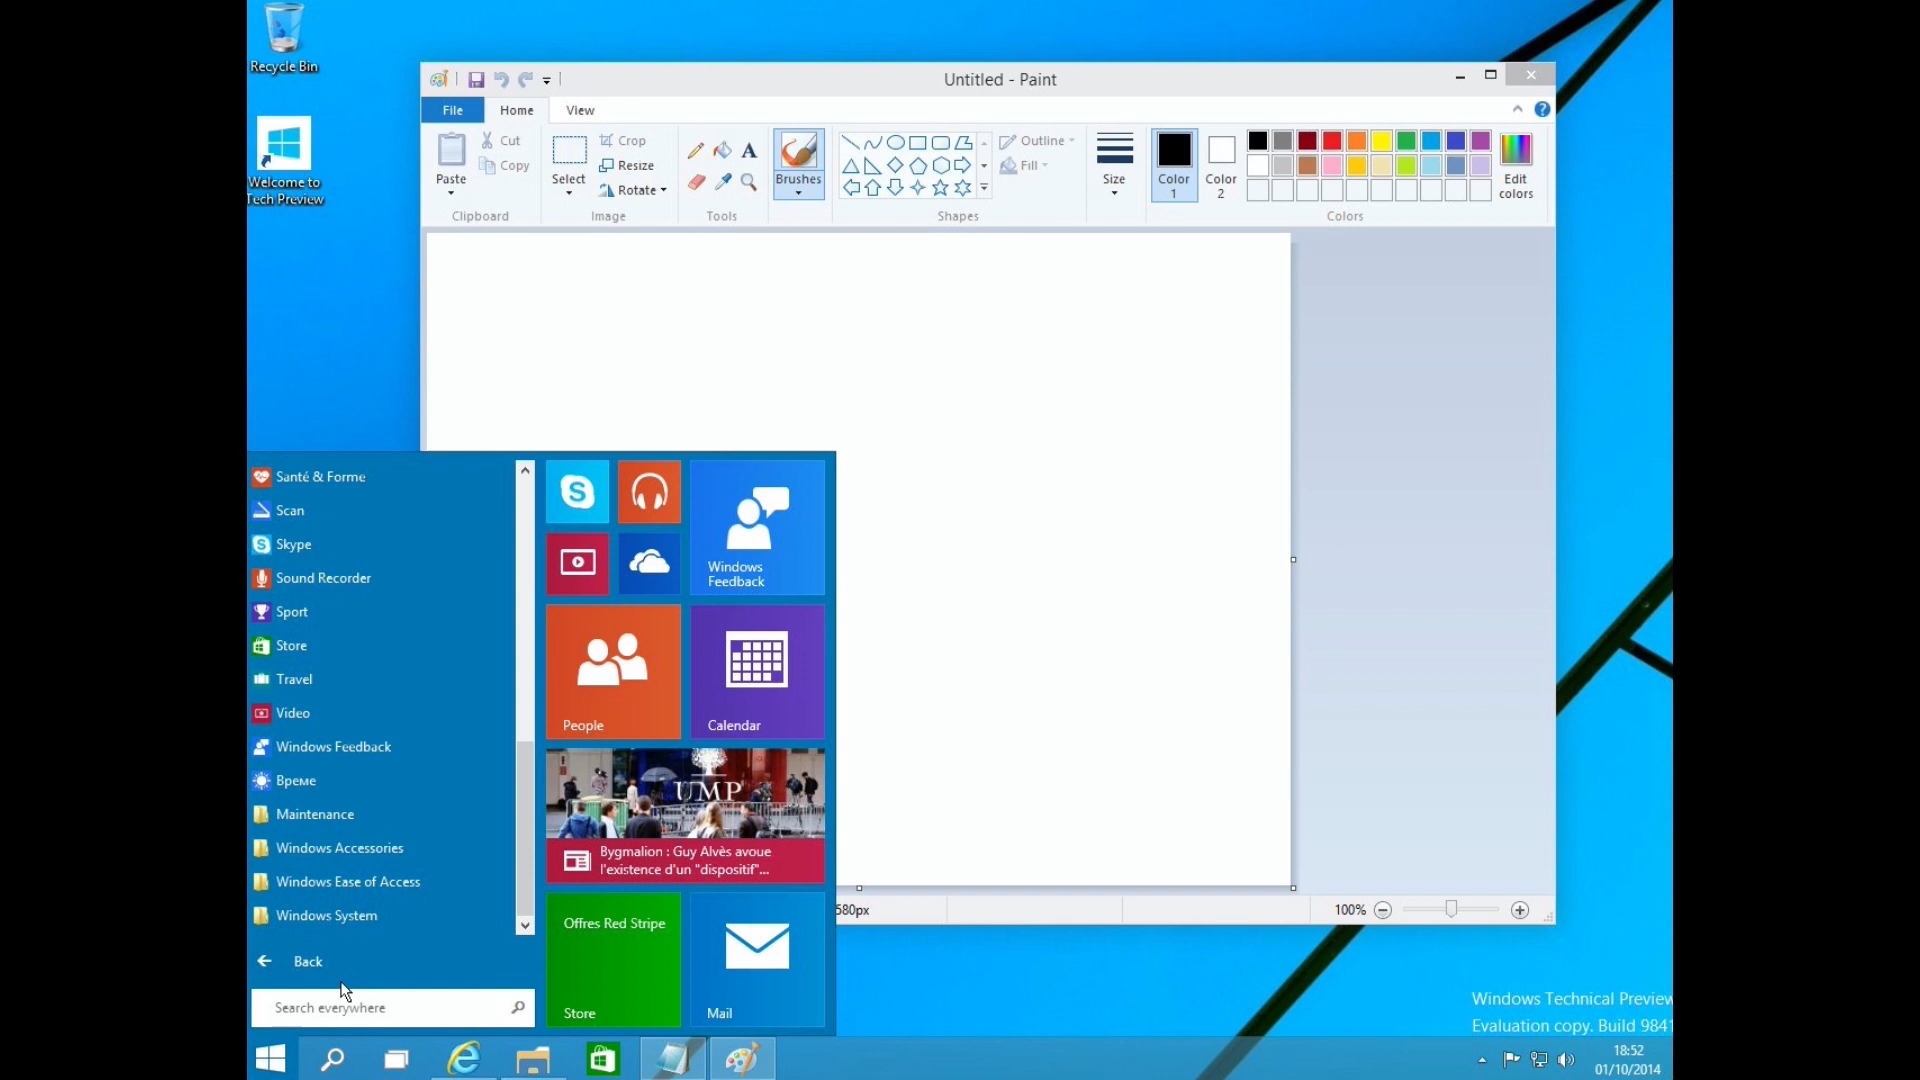 Recycle Bin
Welcome to
Tech Preview
Untitled - Paint
File
Home
View
Paste
Cut
Copy
Clipboard
Select
Crop
Resize
Rotate
Image
A
Tools
Brushes
Shapes
Outline
Fill
Size
Color
1
Color
2
Edit
colors
Colors
Santé & Forme
Scan
Skype
Sound Recorder
Sport
Store
Travel
Video
Windows Feedback
Време
Maintenance
Windows Accessories
Windows Ease of Access
Windows System
Back
Search everywhere
Windows
Feedback
People
Calendar
UMP
Bygmalion : Guy Alvès avoue
l'existence d'un "dispositif"...
Offres Red Stripe
Store
Mail
580px
100%
Windows Technical Preview
Evaluation copy. Build 9841
18:52
01/10/2014